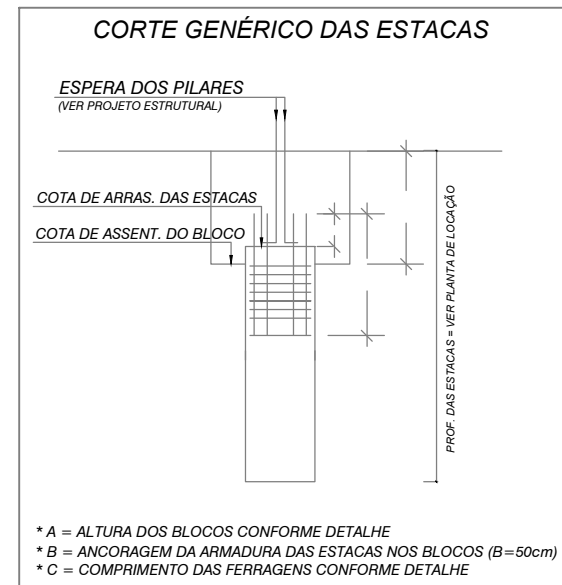 CORTE GENÉRICO DAS ESTACAS
ESPERA DOS PILARES
(VER PROJETO ESTRUTURAL)
COTA DE ARRAS. DAS ESTACAS
COTA DE ASSENT. DO BLOCO
PROF. DAS ESTACAS = VER PLANTA DE LOCAÇÃO
* A = ALTURA DOS BLOCOS CONFORME DETALHE
* B = ANCORAGEM DA ARMADURA DAS ESTACAS NOS BLOCOS (B=50cm)
* C = COMPRIMENTO DAS FERRAGENS CONFORME DETALHE